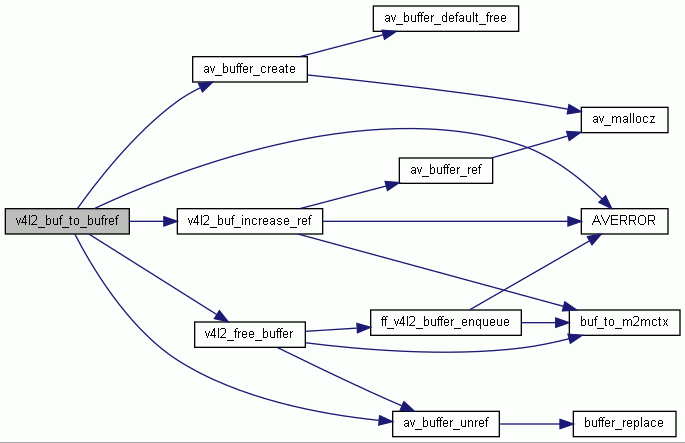 av_buffer_default_free
av_buffer_create
av_mallocz
av_buffer_ref
v4l2_buf_to_bufref
v4l2_buf_increase_ref
AVERROR
v4l2_free_buffer
ff_v4l2_buffer_enqueue
buf_to_m2mctx
av_buffer_unref
buffer_replace